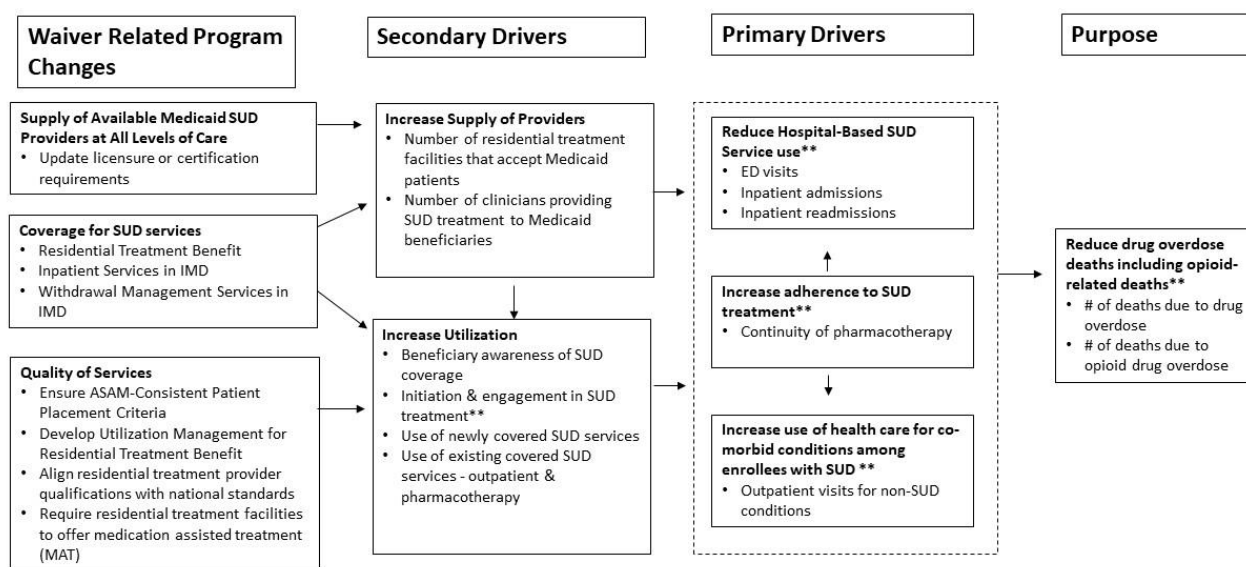 Waiver Related Program
Changes
Secondary Drivers
Primary Drivers
Purpose
Supply of Available Medicaid SUD
Providers at All Levels of Care
• Update licensure or certification
requirements
Coverage for SUD services
• Residential Treatment Benefit
• Inpatient Services in IMD
• Withdrawal Management Services in
IMD
Quality of Services
• Ensure ASAM-Consistent Patient
Placement Criteria
• Develop Utilization Management for
Residential Treatment Benefit
• Align residential treatment provider
qualifications with national standards
• Require residential treatment facilities
to offer medication assisted treatment
(MAT)
Increase Supply of Providers
• Number of residential treatment
facilities that accept Medicaid
patients
• Number of clinicians providing
SUD treatment to Medicaid
beneficiaries
Increase Utilization
• Beneficiary awareness of SUD
coverage
• Initiation & engagement in SUD
treatment**
• Use of newly covered SUD services
• Use of existing covered SUD
services - outpatient &
pharmacotherapy
Reduce Hospital-Based SUD
Service use**
• ED visits
• Inpatient admissions
• Inpatient readmissions
Increase adherence to SUD
treatment**
• Continuity of pharmacotherapy
Increase use of health care for co-
morbid conditions among
enrollees with SUD **
• Outpatient visits for non-SUD
conditions
Reduce drug overdose
deaths including opioid-
related deaths**
• # of deaths due to drug
overdose
• # of deaths due to
opioid drug overdose